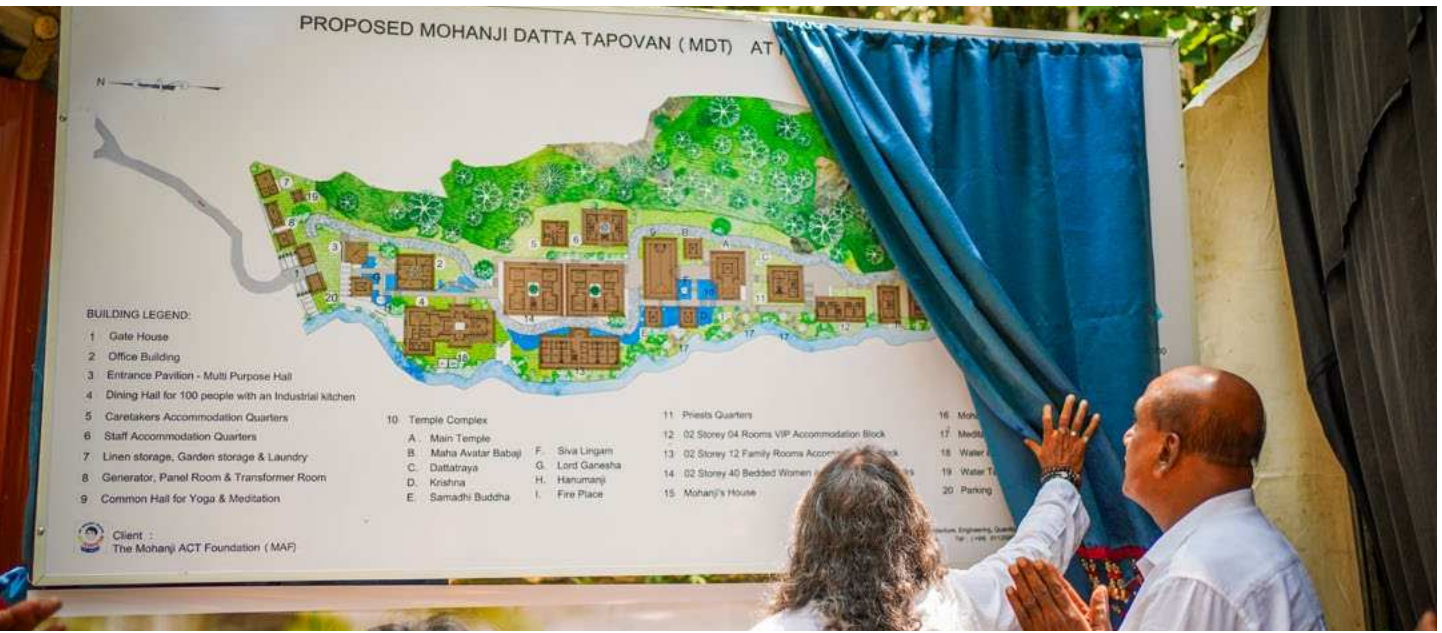 PROPOSED MOHANJI DATTA TAPOVAN ( MDT ) AT
N
BUILDING LEGEND:
1 Gate House
2 Office Building
3 Entrance Pavilion - Multi Purpose Hall
4 Dining Hall for 100 people with an Industrial kitchen
5 Caretakers Accommodation Quarters
6 Staff Accommodation Quarters
7 Linen storage, Garden storage & Laundry
8 Generator, Panel Room & Transformer Room
9 Common Hall for Yoga & Meditation
10 Temple Complex
A . Main Temple
B. Maha Avatar Babaji
C. Dattatraya
D. Krishna
E. Samadhi Buddha
F. Siva Lingam
G. Lord Ganesha
H. Hanumanji
I. Fire Place
11 Priests Quarters
12 02 Storey 04 Rooms VIP Accommodation Block
13 02 Storey 12 Family Rooms
14 02 Storey 40 Bedded Women
15 Mohanji's House
16
17
18 Water
19 Water
20 Parking
Client :
The Mohanji ACT Foundation ( MAF )